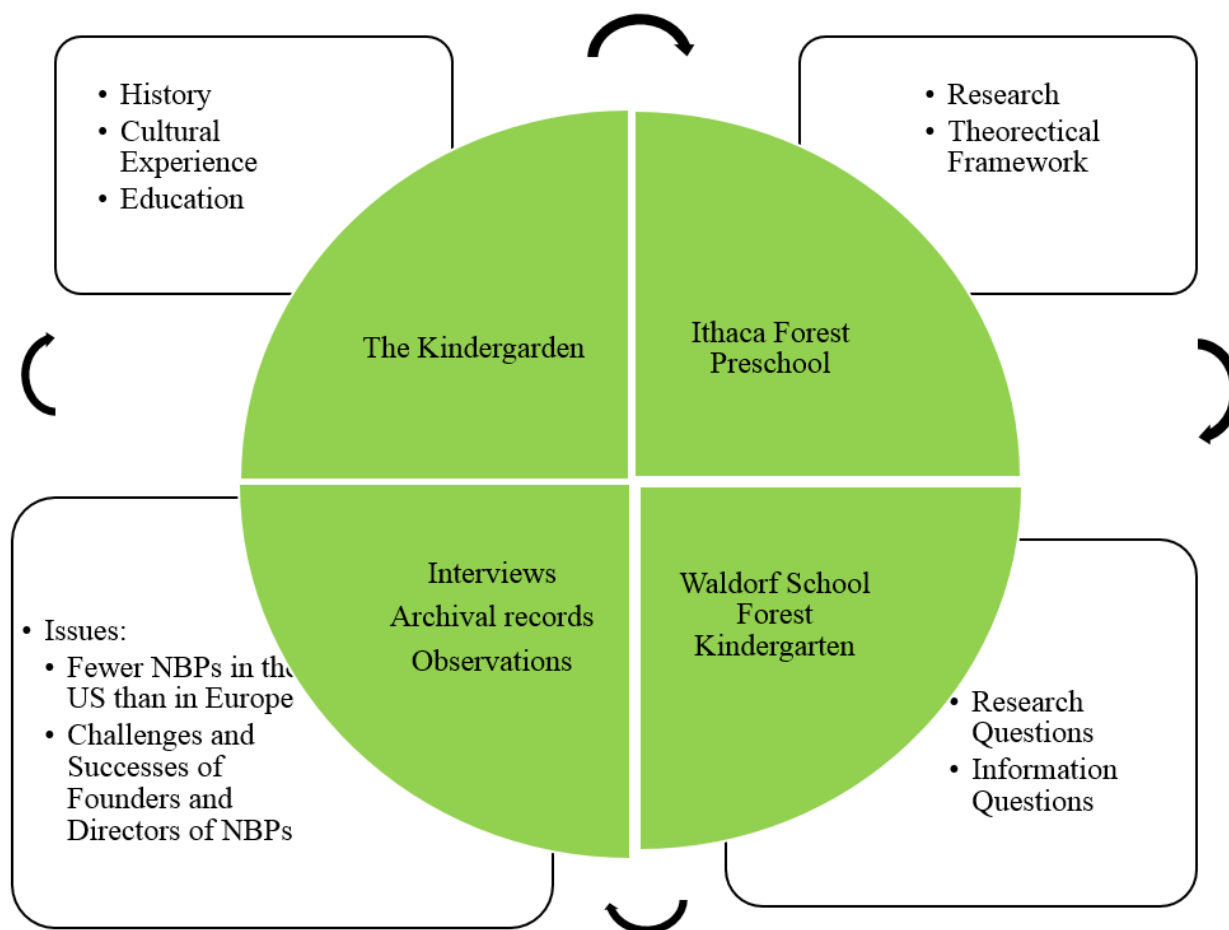 • History
• Cultural
Experience
• Education
• Research
• Theorectical
Framework
The Kindergarden
Ithaca Forest
Preschool
Interviews
Archival records
Observations
Waldorf School
Forest
Kindergarten
• Issues:
• Fewer NBPs in the
US than in Europe
• Challenges and
Successes of
Founders and
Directors of NBPs
• Research
Questions
• Information
Questions